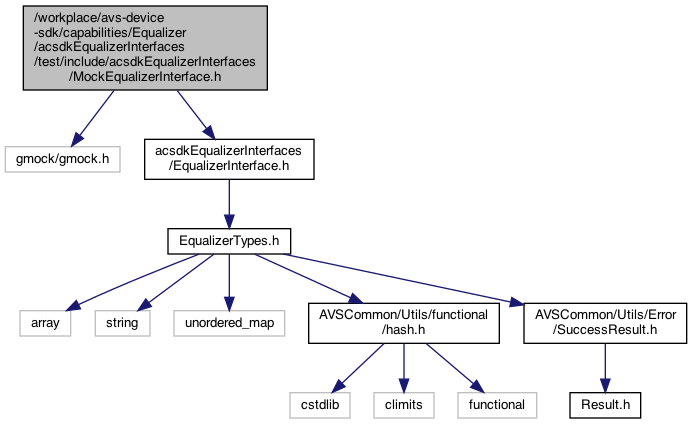 /workplace/avs-device
-sdk/capabilities/Equalizer
/acsdkEqualizerInterfaces
/test/include/acsdkEqualizerInterfaces
/MockEqualizerInterface.h
gmock/gmock.h
acsdkEqualizerInterfaces
/EqualizerInterface.h
EqualizerTypes.h
array
string
unordered_map
AVSCommon/Utils/functional
/hash.h
AVSCommon/Utils/Error
/SuccessResult.h
cstdlib
climits
functional
Result.h